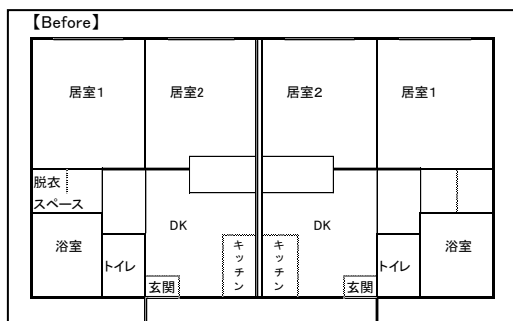 【Before】
居室1
居室2
居室2
居室1
脱衣
スペース
DK
DK
浴室
トイレ
玄関
キッチン
キッチン
玄関
トイレ
浴室